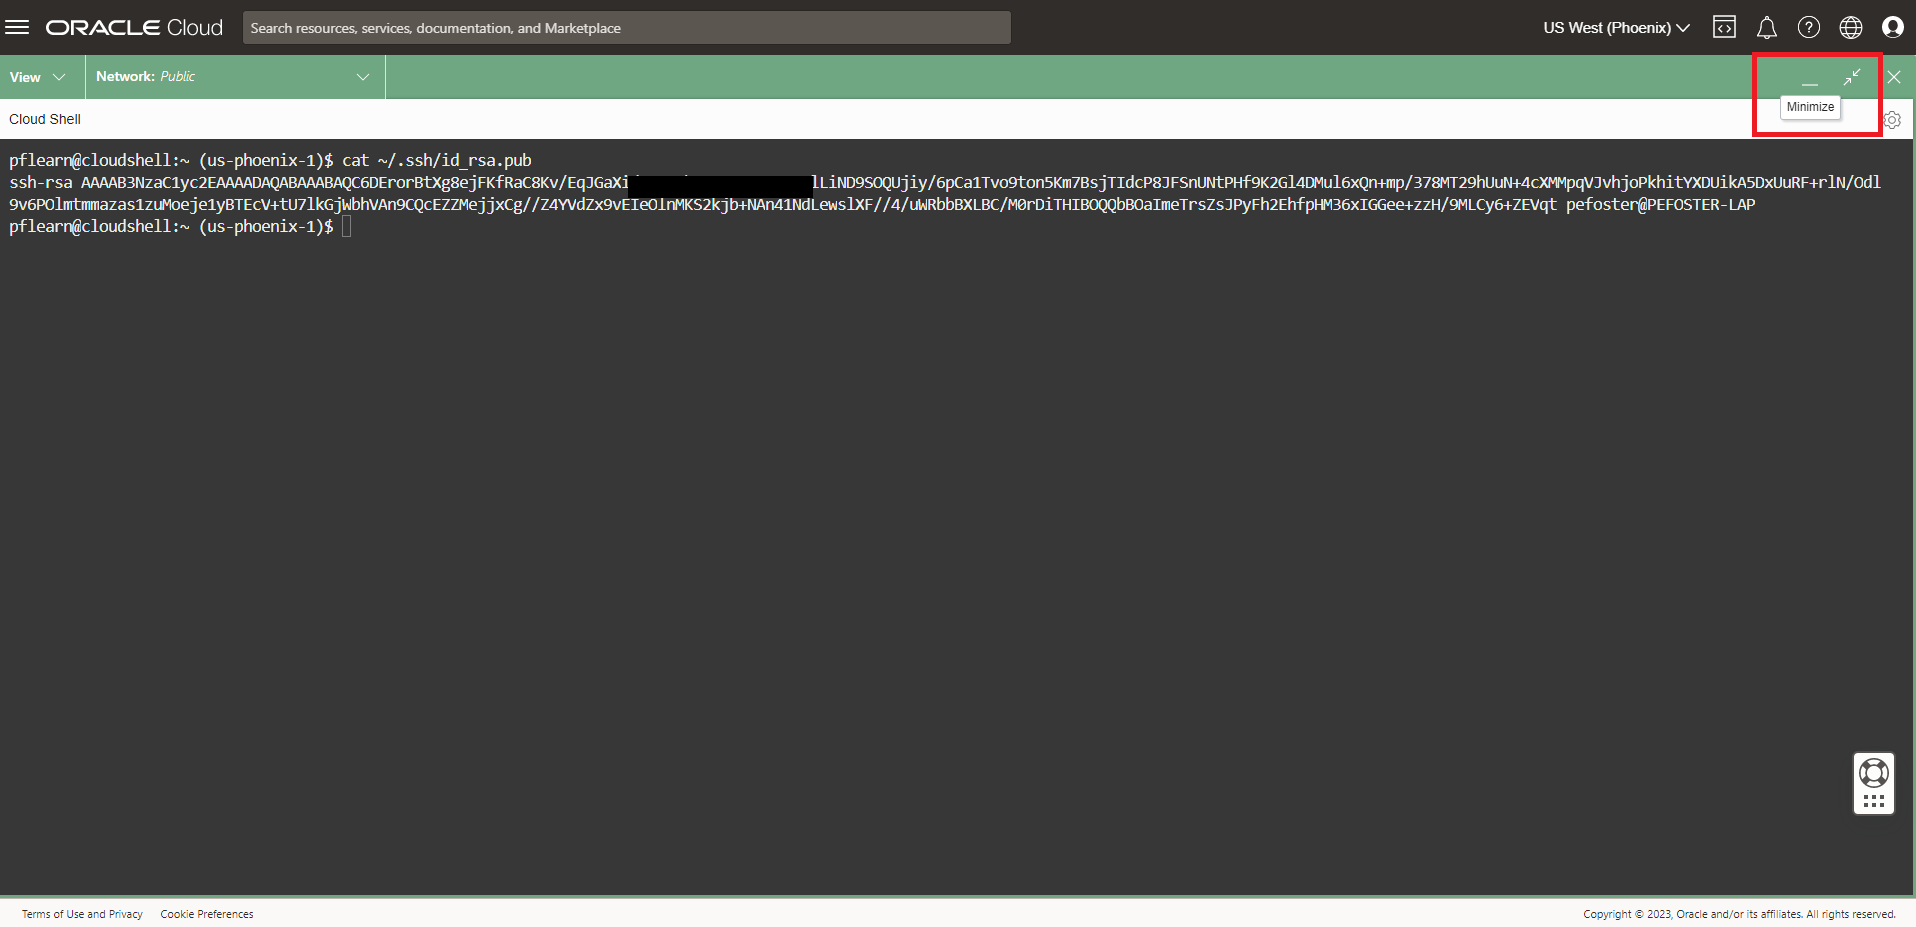 ORACLE Cloud
Search resources, services, documentation, and Marketplace
US West (Phoenix)
View
Network: Public
Minimize
Cloud Shell
pflearn@cloudshell:~ (us-phoenix-1)$ cat ~/.ssh/id_rsa.pub
ssh-rsa AAAAB3NzaC1yc2EAAAADAQABAAABAQC6DErorBtXg8ejFKfRaC8Kv/EqJGaXi lLiND9SOQUjiy/6pCa1Tvo9ton5Km7BsjTIdcP8JFSnUNtPHf9K2Gl4DMul6xQn+mp/378MT29hUuN+4cXMMpqVJvhjoPkhitYXDUikA5DxUuRF+rlN/Odl
9v6POlmtmmazas1zuMoeje1yBTEcV+tU7lkGjWbhVAn9CQcEZZMejjxCg//Z4YVdZx9vEIeOlnMKS2kjb+NAn41NdLewslXF//4/uWRbbBXLBC/M0rDiTHIBOQQbBOaImeTrsZsJPyFh2EhfpHM36xIGGee+zzH/9MLCy6+ZEVqt pefoster@PEFOSTER-LAP
pflearn@cloudshell:~ (us-phoenix-1)$
Terms of Use and Privacy
Cookie Preferences
Copyright © 2023, Oracle and/or its affiliates. All rights reserved.